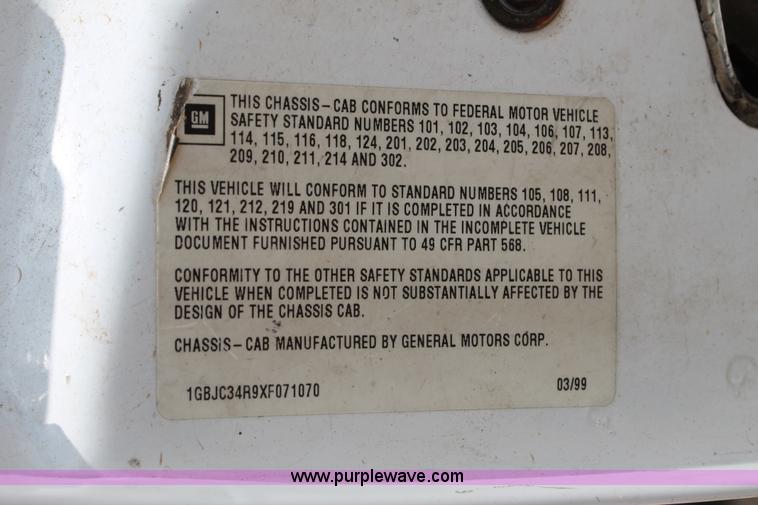 GM
THIS CHASSIS-CAB CONFORMS TO FEDERAL MOTOR VEHICLE
SAFETY STANDARD NUMBERS 101, 102, 103, 104, 106, 107, 113,
114, 115, 116, 118, 124, 201, 202, 203, 204, 205, 206, 207, 208,
209, 210, 211, 214 AND 302.
THIS VEHICLE WILL CONFORM TO STANDARD NUMBERS 105, 108, 111,
120, 121, 212, 219 AND 301 IF IT IS COMPLETED IN ACCORDANCE
WITH THE INSTRUCTIONS CONTAINED IN THE INCOMPLETE VEHICLE
DOCUMENT FURNISHED PURSUANT TO 49 CFR PART 568.
CONFORMITY TO THE OTHER SAFETY STANDARDS APPLICABLE TO THIS
VEHICLE WHEN COMPLETED IS NOT SUBSTANTIALLY AFFECTED BY THE
DESIGN OF THE CHASSIS CAB.
CHASSIS-CAB MANUFACTURED BY GENERAL MOTORS CORP.
1GBJC34R9XF071070 03/99
www.purplewave.com